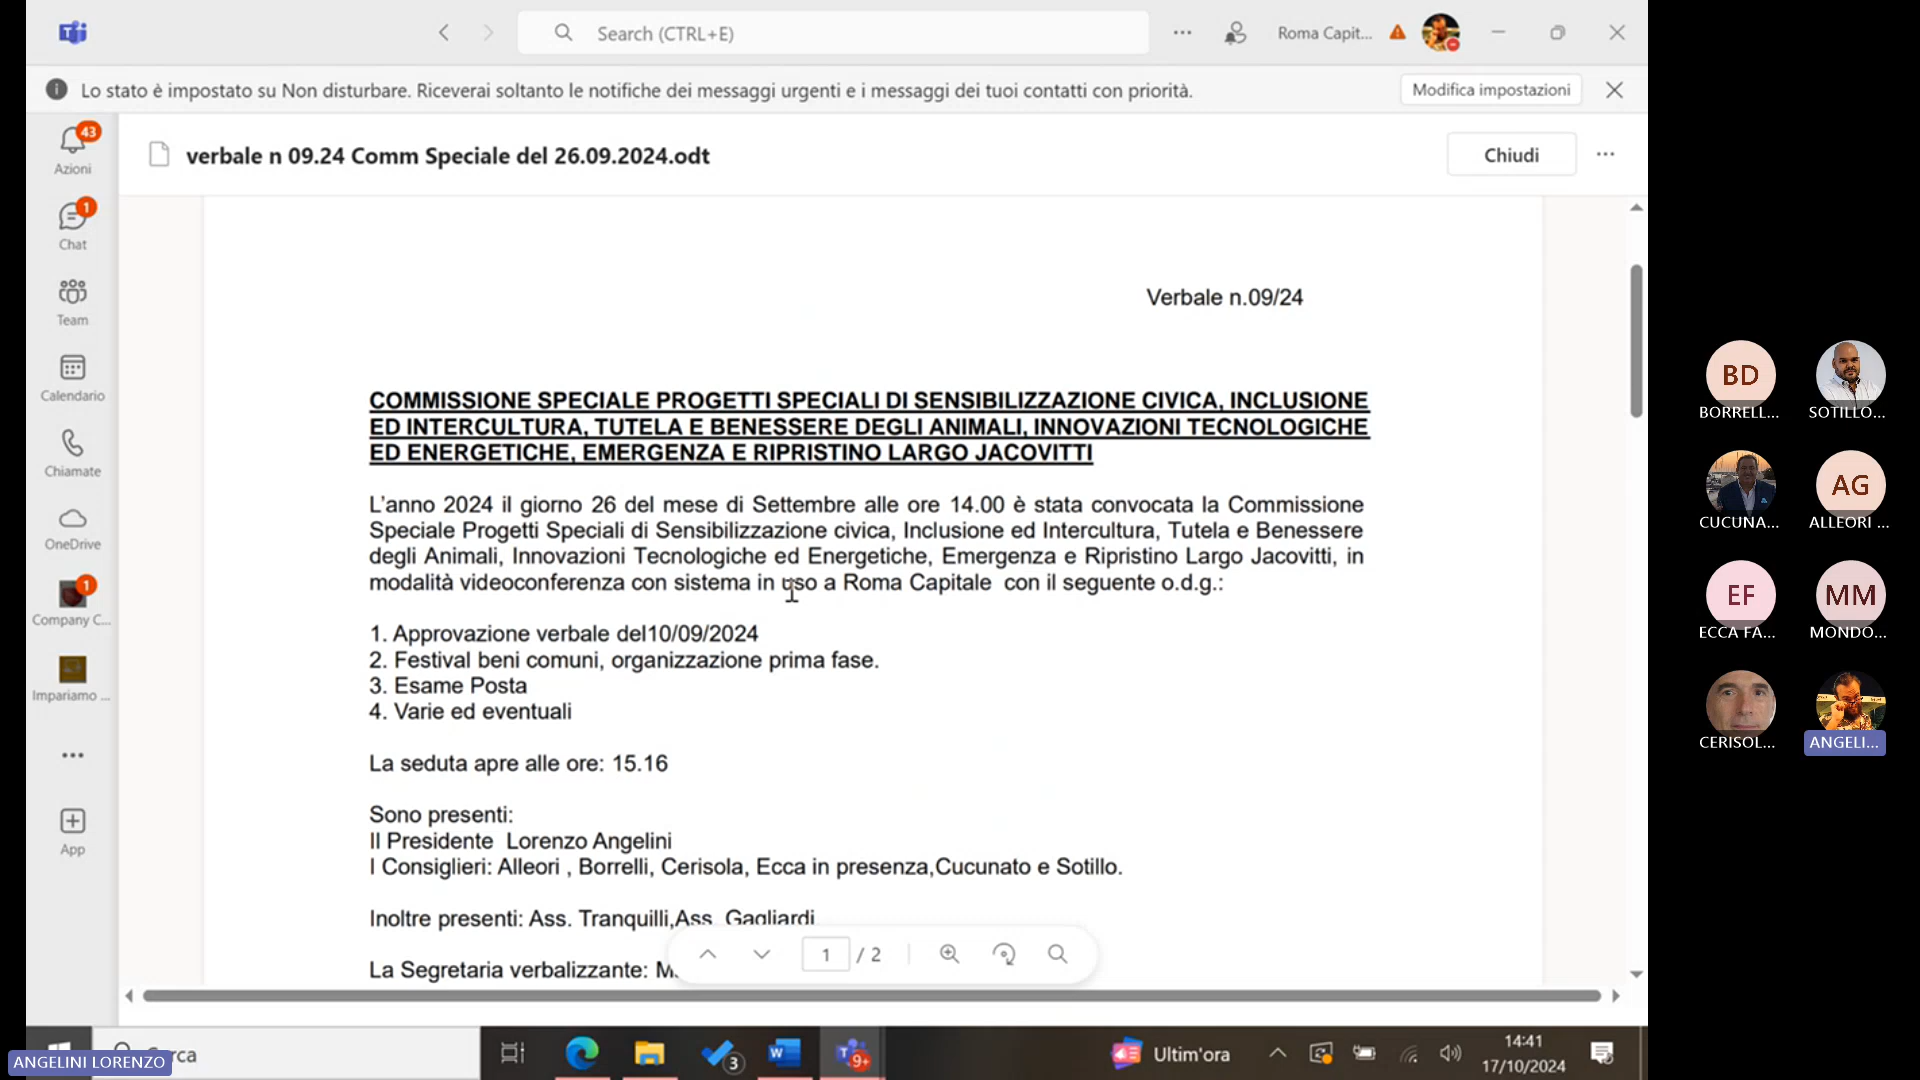 Search (CTRL+E)
Roma Capit...
Lo stato è impostato su Non disturbare. Riceverai soltanto le notifiche dei messaggi urgenti e i messaggi dei tuoi contatti con priorità.
Modifica impostazioni
43
Azioni
1
Chat
Team
Calendario
Chiamate
OneDrive
1
Company C...
Impariamo ...
App
verbale n 09.24 Comm Speciale del 26.09.2024.odt
Chiudi
Verbale n.09/24
COMMISSIONE SPECIALE PROGETTI SPECIALI DI SENSIBILIZZAZIONE CIVICA, INCLUSIONE
ED INTERCULTURA, TUTELA E BENESSERE DEGLI ANIMALI, INNOVAZIONI TECNOLOGICHE
ED ENERGETICHE, EMERGENZA E RIPRISTINO LARGO JACOVITTI
L’anno 2024 il giorno 26 del mese di Settembre alle ore 14.00 è stata convocata la Commissione
Speciale Progetti Speciali di Sensibilizzazione civica, Inclusione ed Intercultura, Tutela e Benessere
degli Animali, Innovazioni Tecnologiche ed Energetiche, Emergenza e Ripristino Largo Jacovitti, in
modalità videoconferenza con sistema in uso a Roma Capitale con il seguente o.d.g.:
1. Approvazione verbale del10/09/2024
2. Festival beni comuni, organizzazione prima fase.
3. Esame Posta
4. Varie ed eventuali
La seduta apre alle ore: 15.16
Sono presenti:
Il Presidente Lorenzo Angelini
I Consiglieri: Alleori , Borrelli, Cerisola, Ecca in presenza,Cucunato e Sotillo.
Inoltre presenti: Ass. Tranquilli,Ass. Gagliardi
La Segretaria verbalizzante: M
1 / 2
BD
BORRELL...
SOTILLO...
CUCUNA...
AG
ALLEORI ...
EF
ECCA FA...
MM
MONDO...
CERISOL...
ANGELI...
ANGELINI LORENZO
rca
3
9+
Ultim'ora
14:41
17/10/2024